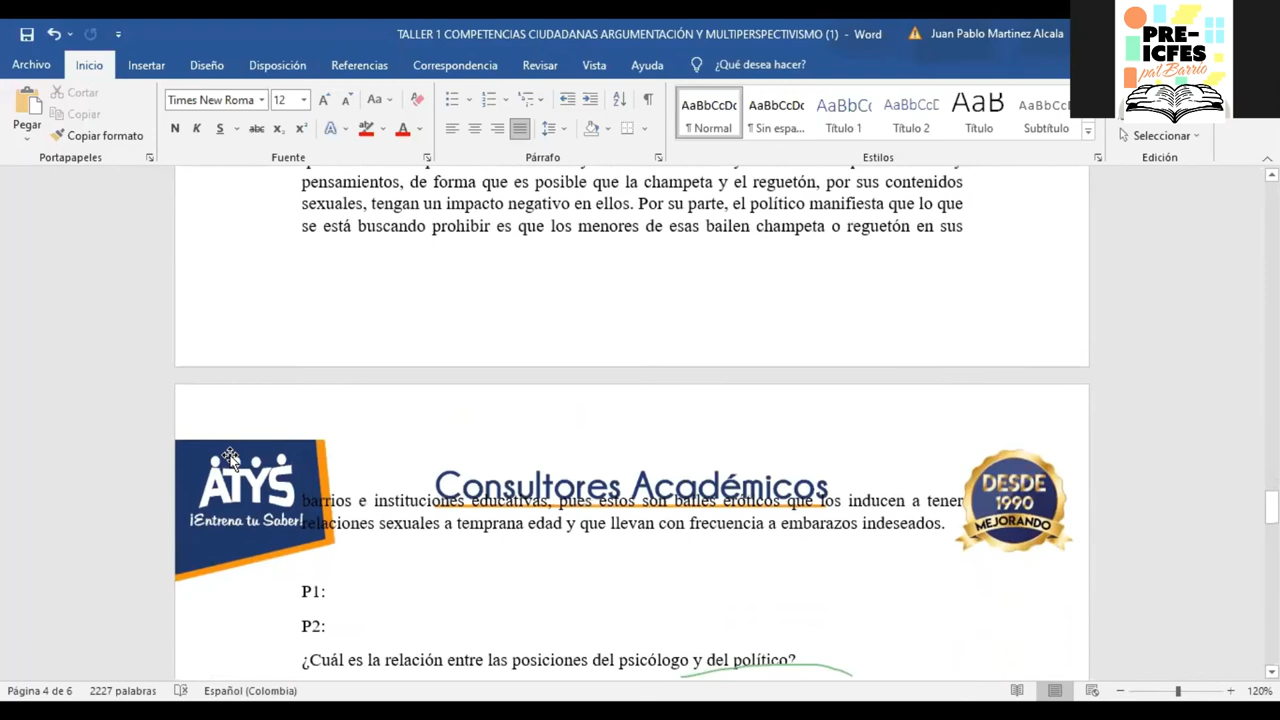 TALLER 1 COMPETENCIAS CIUDADANAS ARGUMENTACIÓN Y MULTIPERSPECTIVISMO (1) - Word
Juan Pablo Martinez Alcala
PRE-
ICFES
pa'l Barrio
Archivo Inicio Insertar Diseño Disposición Referencias Correspondencia Revisar Vista Ayuda ¿Qué desea hacer?
Pegar
Cortar
Copiar
Copiar formato
Times New Roma 12
N K S abc x₂ x²
AaBbCcDc AaBbCcDc AaBbC AaBbCcD AaB AaBbCcD
¶ Normal ¶ Sin espa... Título 1 Título 2 Título Subtítulo
Seleccionar
Portapapeles Fuente Párrafo Estilos Edición
pensamientos, de forma que es posible que la champeta y el reguetón, por sus contenidos
sexuales, tengan un impacto negativo en ellos. Por su parte, el político manifiesta que lo que
se está buscando prohibir es que los menores de esas bailen champeta o reguetón en sus
ATYS
¡Entrena tu Saber!
Consultores Académicos
DESDE
1990
MEJORANDO
barrios e instituciones educativas, pues estos son bailes eróticos que los inducen a tener
relaciones sexuales a temprana edad y que llevan con frecuencia a embarazos indeseados.
P1:
P2:
¿Cuál es la relación entre las posiciones del psicólogo y del político?
Página 4 de 6 2227 palabras Español (Colombia) 120%